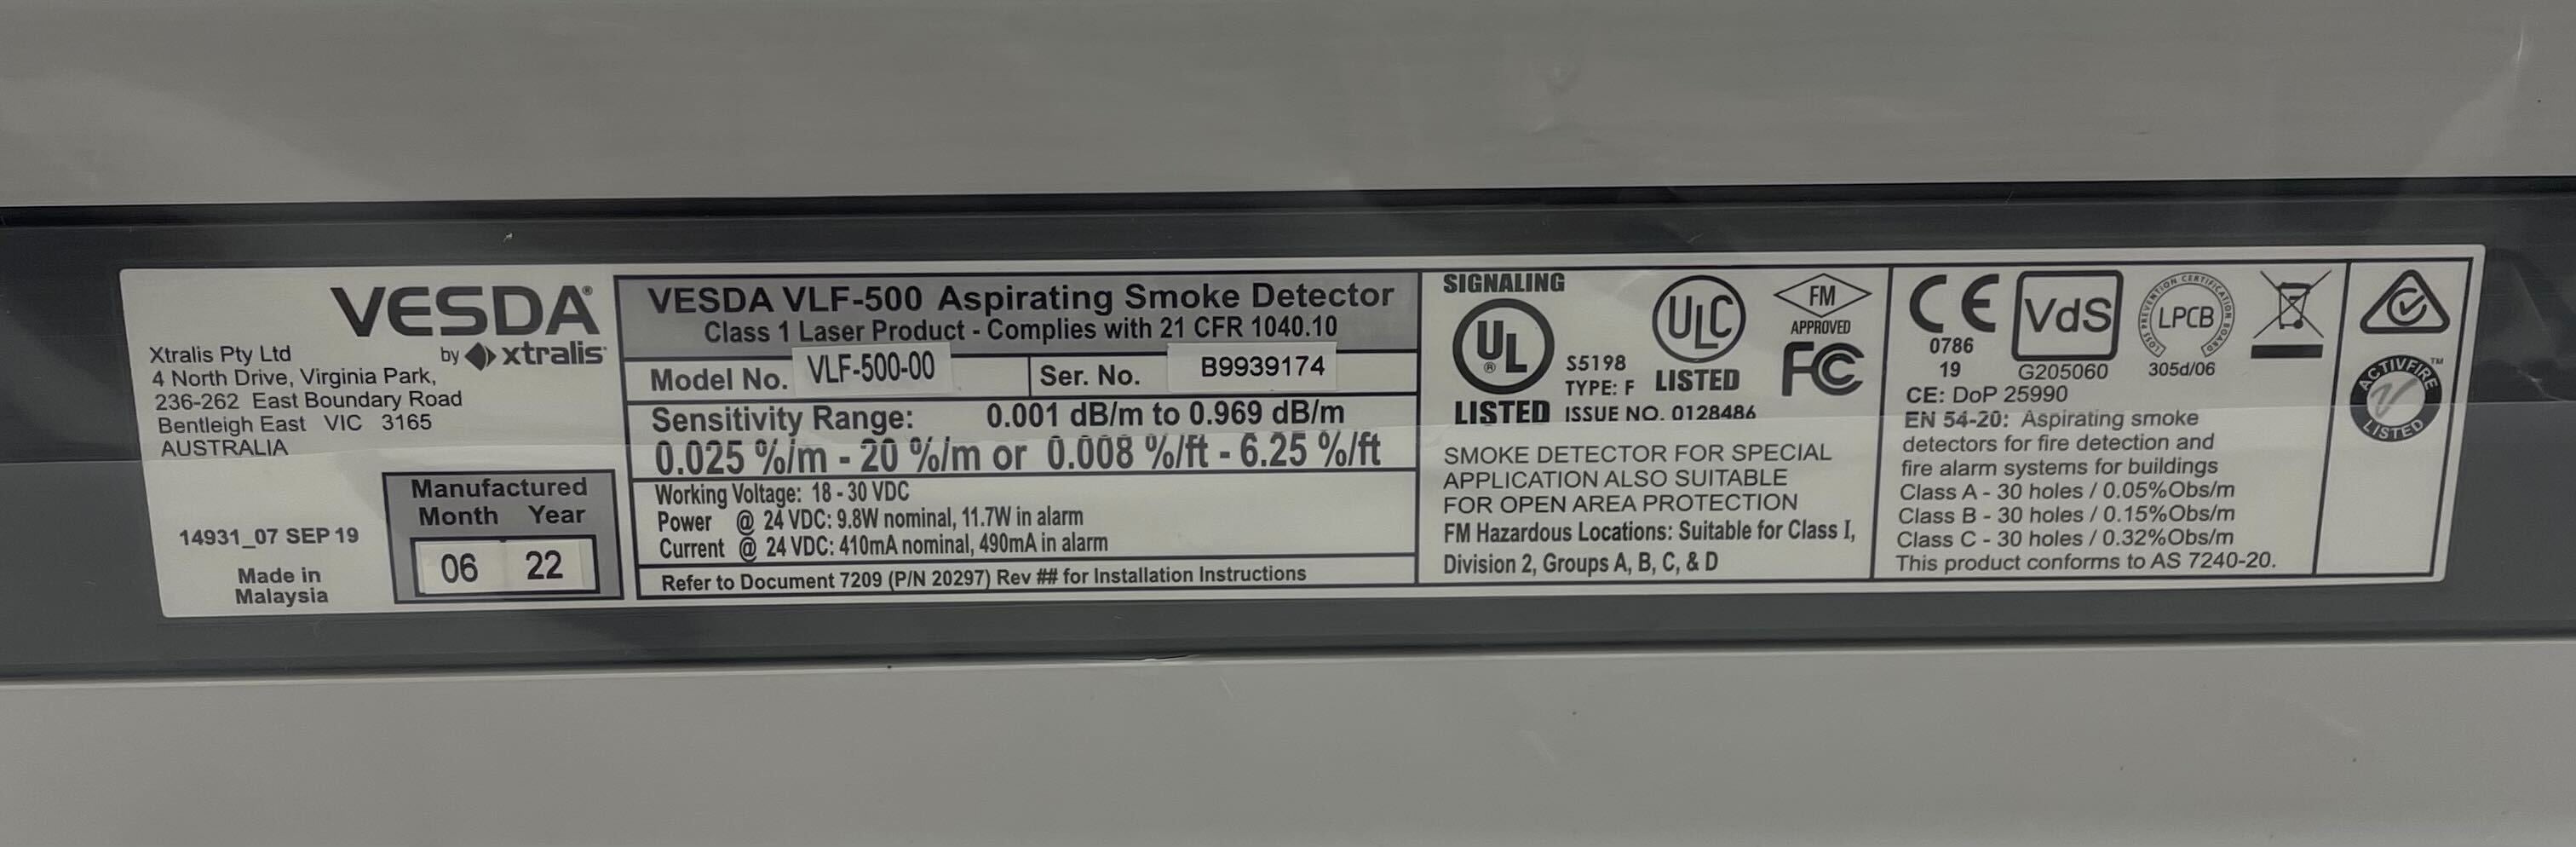 VESDA®
by xtralis
Xtralis Pty Ltd
4 North Drive, Virginia Park,
236-262 East Boundary Road
Bentleigh East VIC 3165
AUSTRALIA
14931_07 SEP 19
Made in
Malaysia
Manufactured
Month Year
06 22
VESDA VLF-500 Aspirating Smoke Detector
Class 1 Laser Product - Complies with 21 CFR 1040.10
Model No. VLF-500-00 Ser. No. B9939174
Sensitivity Range: 0.001 dB/m to 0.969 dB/m
0.025 %/m - 20 %/m or 0.008 %/ft - 6.25 %/ft
Working Voltage: 18 - 30 VDC
Power @ 24 VDC: 9.8W nominal, 11.7W in alarm
Current @ 24 VDC: 410mA nominal, 490mA in alarm
Refer to Document 7209 (P/N 20297) Rev ## for Installation Instructions
SIGNALING
UL®
LISTED
S5198
TYPE: F
ISSUE NO. 0128486
ULC
LISTED
FM
APPROVED
FC
SMOKE DETECTOR FOR SPECIAL
APPLICATION ALSO SUITABLE
FOR OPEN AREA PROTECTION
FM Hazardous Locations: Suitable for Class I,
Division 2, Groups A, B, C, & D
CE
0786
19
VdS
G205060
LOSS PREVENTION CERTIFICATION BOARD
LPCB
305d/06
CE: DoP 25990
EN 54-20: Aspirating smoke
detectors for fire detection and
fire alarm systems for buildings
Class A - 30 holes / 0.05%Obs/m
Class B - 30 holes / 0.15%Obs/m
Class C - 30 holes / 0.32%Obs/m
This product conforms to AS 7240-20.
ACTIVFIRE™
LISTED